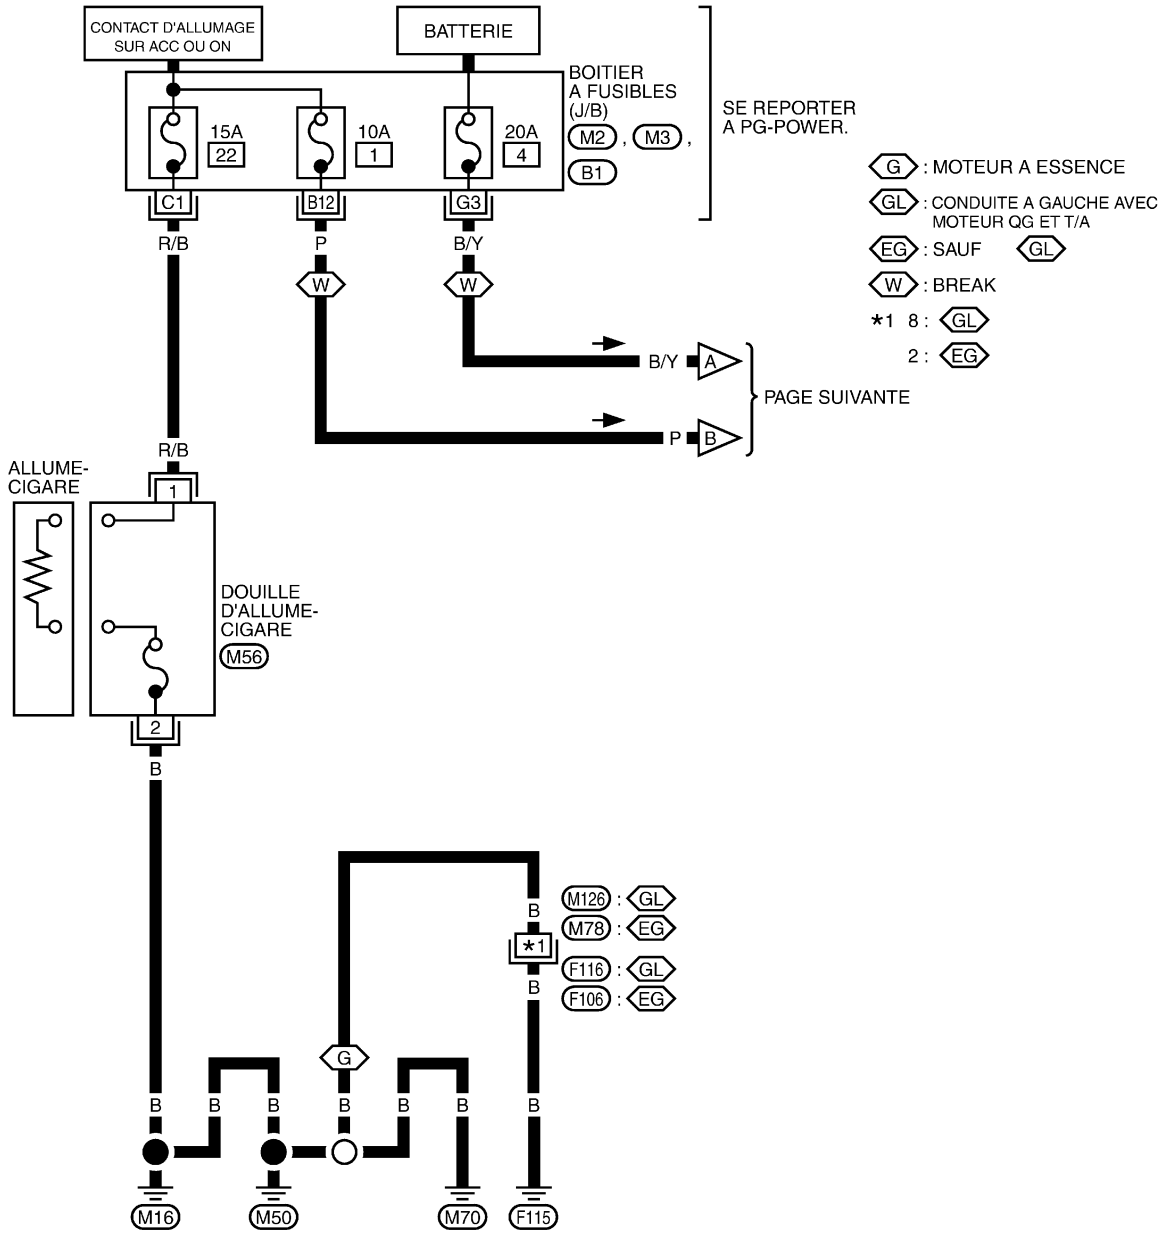 CONTACT D'ALLUMAGE
SUR ACC OU ON
BATTERIE
BOITIER
A FUSIBLES
(J/B)
M2 , M3 ,
B1
SE REPORTER
A PG-POWER.
15A
22
10A
1
20A
4
C1
B12
G3
R/B
P
B/Y
W
W
G : MOTEUR A ESSENCE
GL : CONDUITE A GAUCHE AVEC
MOTEUR QG ET T/A
EG : SAUF GL
W : BREAK
*1 8 : GL
2 : EG
B/Y
A
PAGE SUIVANTE
P
B
R/B
1
ALLUME-
CIGARE
DOUILLE
D'ALLUME-
CIGARE
M56
2
B
B
*1
B
M126 : GL
M78 : EG
F116 : GL
F106 : EG
G
B
B
B
B
B
B
B
M16
M50
M70
F115